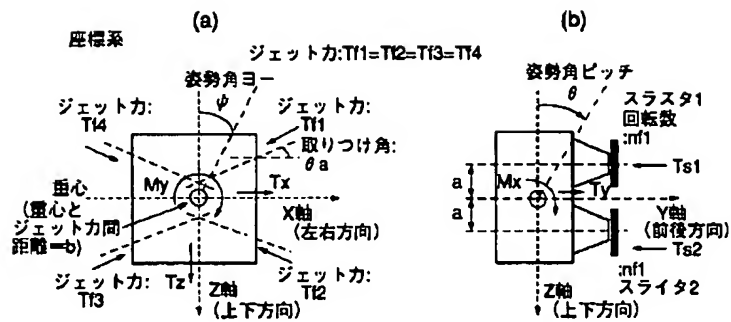 座標系
(a)
(b)
ジェット力:Tf1=Tf2=Tf3=Tf4
姿勢角ヨー
ψ
ジェット力:
Tf4
ジェット力:
Tf1
取りつけ角:
θa
重心
(重心と
ジェット力間
距離=b)
My
Tx
X軸
(左右方向)
ジェット力:
Tf3
Tz
Z軸
(上下方向)
ジェット力:
Tf2
姿勢角ピッチ
θ
スラスタ1
回転数
:nf1
Ts1
a
a
Mx
Ty
Y軸
(前後方向)
Ts2
:nf1
スライタ2
Z軸
(上下方向)